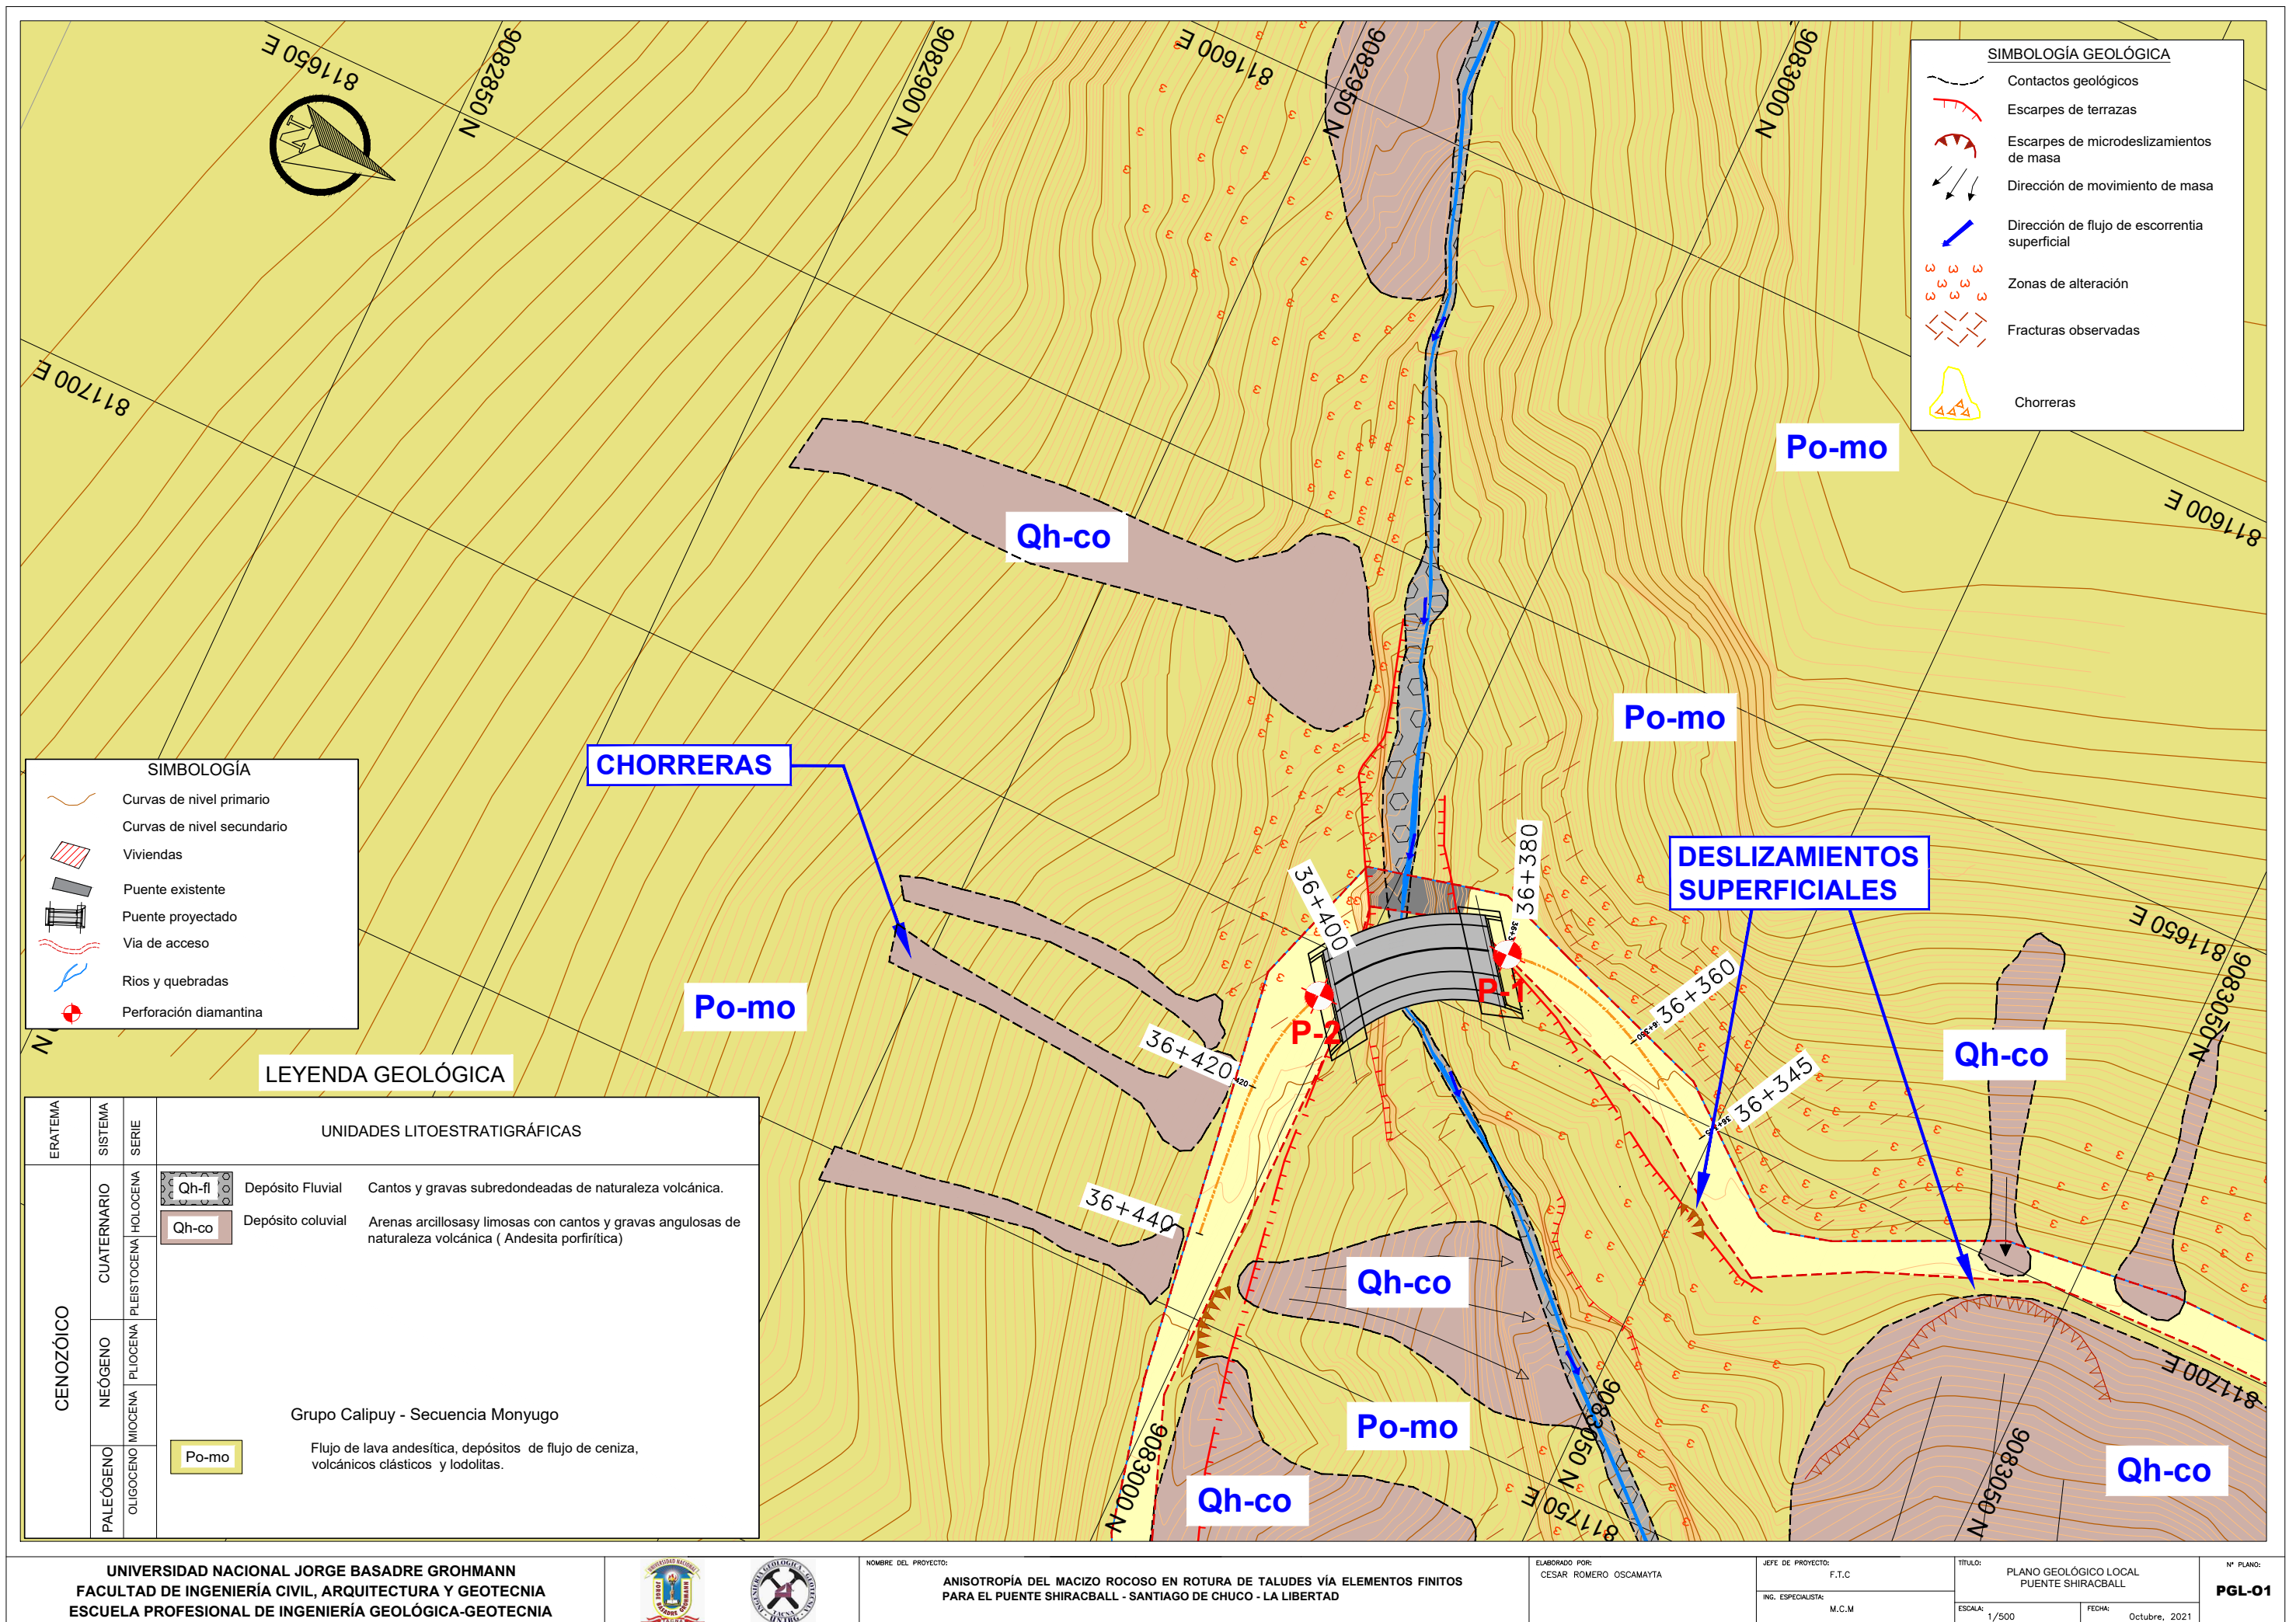 811650 E
9082850 N
9082900 N
811600 E
9082950 N
9083000 N
SIMBOLOGÍA GEOLÓGICA
Contactos geológicos
Escarpes de terrazas
Escarpes de microdeslizamientos
de masa
Dirección de movimiento de masa
Dirección de flujo de escorrentia
superficial
Zonas de alteración
Fracturas observadas
Chorreras
N
811700 E
Po-mo
811600 E
Qh-co
Po-mo
CHORRERAS
SIMBOLOGÍA
Curvas de nivel primario
Curvas de nivel secundario
Viviendas
Puente existente
Puente proyectado
Via de acceso
Rios y quebradas
Perforación diamantina
N
36+380
36+400
DESLIZAMIENTOS
SUPERFICIALES
811650 E
9083050 N
P-1
P-2
36+360
36+345
36+420
36+440
Po-mo
Qh-co
Qh-co
Po-mo
Qh-co
Qh-co
9083000 N
9083050 N
811750 E
9083050 N
811700 E
LEYENDA GEOLÓGICA
ERATEMA
SISTEMA
SERIE
UNIDADES LITOESTRATIGRÁFICAS
CENOZÓICO
CUATERNARIO
HOLOCENA
PLEISTOCENA
NEÓGENO
PLIOCENA
MIOCENA
PALEÓGENO
OLIGOCENO
Qh-fl
Depósito Fluvial
Cantos y gravas subredondeadas de naturaleza volcánica.
Qh-co
Depósito coluvial
Arenas arcillosasy limosas con cantos y gravas angulosas de
naturaleza volcánica ( Andesita porfirítica)
Grupo Calipuy - Secuencia Monyugo
Po-mo
Flujo de lava andesítica, depósitos de flujo de ceniza,
volcánicos clásticos y lodolitas.
UNIVERSIDAD NACIONAL JORGE BASADRE GROHMANN
FACULTAD DE INGENIERÍA CIVIL, ARQUITECTURA Y GEOTECNIA
ESCUELA PROFESIONAL DE INGENIERÍA GEOLÓGICA-GEOTECNIA
NOMBRE DEL PROYECTO:
ANISOTROPÍA DEL MACIZO ROCOSO EN ROTURA DE TALUDES VÍA ELEMENTOS FINITOS
PARA EL PUENTE SHIRACBALL - SANTIAGO DE CHUCO - LA LIBERTAD
ELABORADO POR:
CESAR ROMERO OSCAMAYTA
JEFE DE PROYECTO:
F.T.C
ING. ESPECIALISTA:
M.C.M
TÍTULO:
PLANO GEOLÓGICO LOCAL
PUENTE SHIRACBALL
ESCALA:
1/500
FECHA:
Octubre, 2021
N° PLANO:
PGL-01